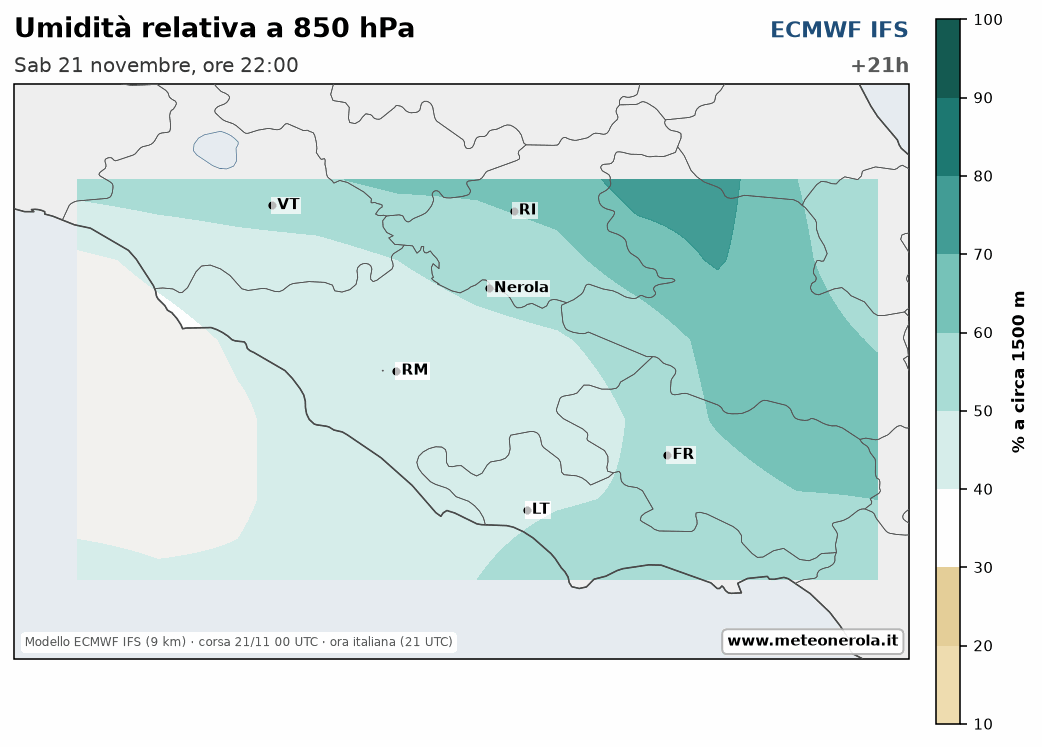 Umidità relativa a 850 hPa
ECMWF IFS
Sab 21 novembre, ore 22:00
+21h
VT
RI
Nerola
RM
FR
LT
Modello ECMWF IFS (9 km) · corsa 21/11 00 UTC · ora italiana (21 UTC)
www.meteonerola.it
100
90
80
70
60
50
40
30
20
10
% a circa 1500 m